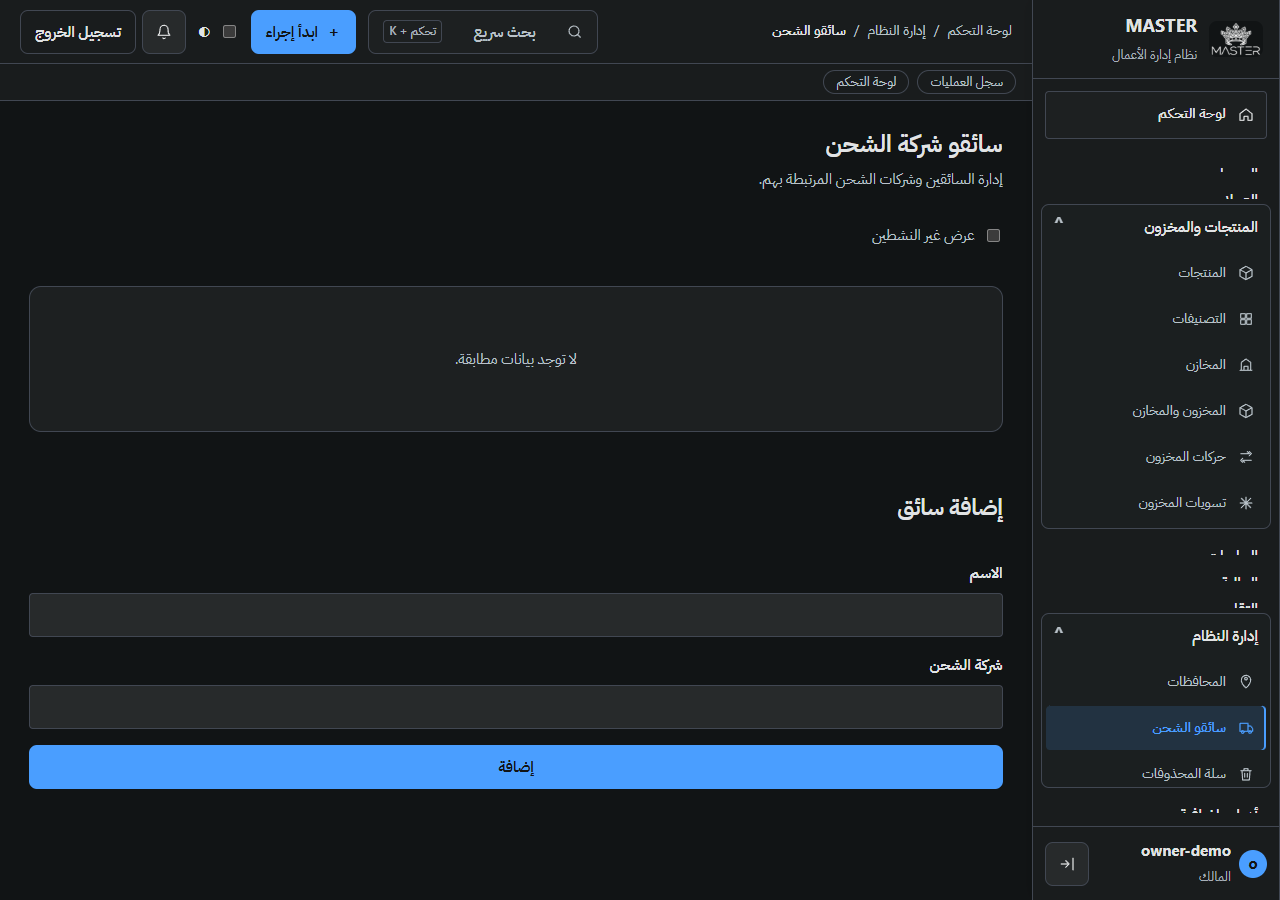 MASTER
نظام إدارة الأعمال
MASTER
لوحة التحكم / إدارة النظام / سائقو الشحن
بحث سريع
تحكم + K
+ ابدأ إجراء
تسجيل الخروج
سجل العمليات
لوحة التحكم
لوحة التحكم
المنتجات والمخزون
المنتجات
التصنيفات
المخازن
المخزون والمخازن
حركات المخزون
تسويات المخزون
إدارة النظام
المحافظات
سائقو الشحن
سلة المحذوفات
owner-demo
المالك
o
سائقو شركة الشحن
إدارة السائقين وشركات الشحن المرتبطة بهم.
عرض غير النشطين
لا توجد بيانات مطابقة.
إضافة سائق
الاسم
شركة الشحن
إضافة